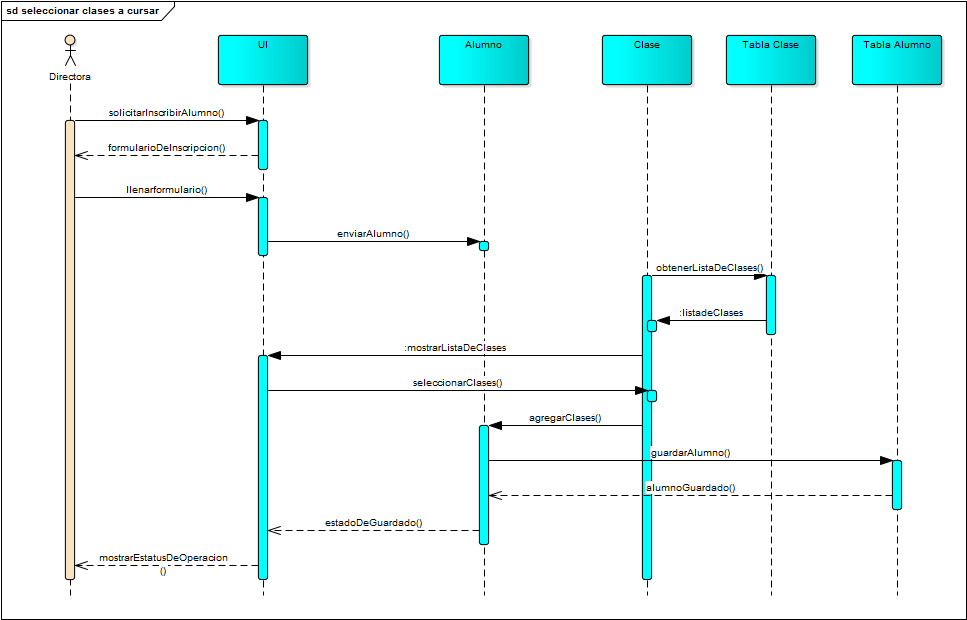 sd seleccionar clases a cursar
Directora
UI
Alumno
Clase
Tabla Clase
Tabla Alumno
solicitarInscribirAlumno()
formularioDeInscripcion()
llenarformulario()
enviarAlumno()
obtenerListaDeClases()
:listadeClases
:mostrarListaDeClases
seleccionarClases()
agregarClases()
guardarAlumno()
alumnoGuardado()
estadoDeGuardado()
mostrarEstatusDeOperacion
()